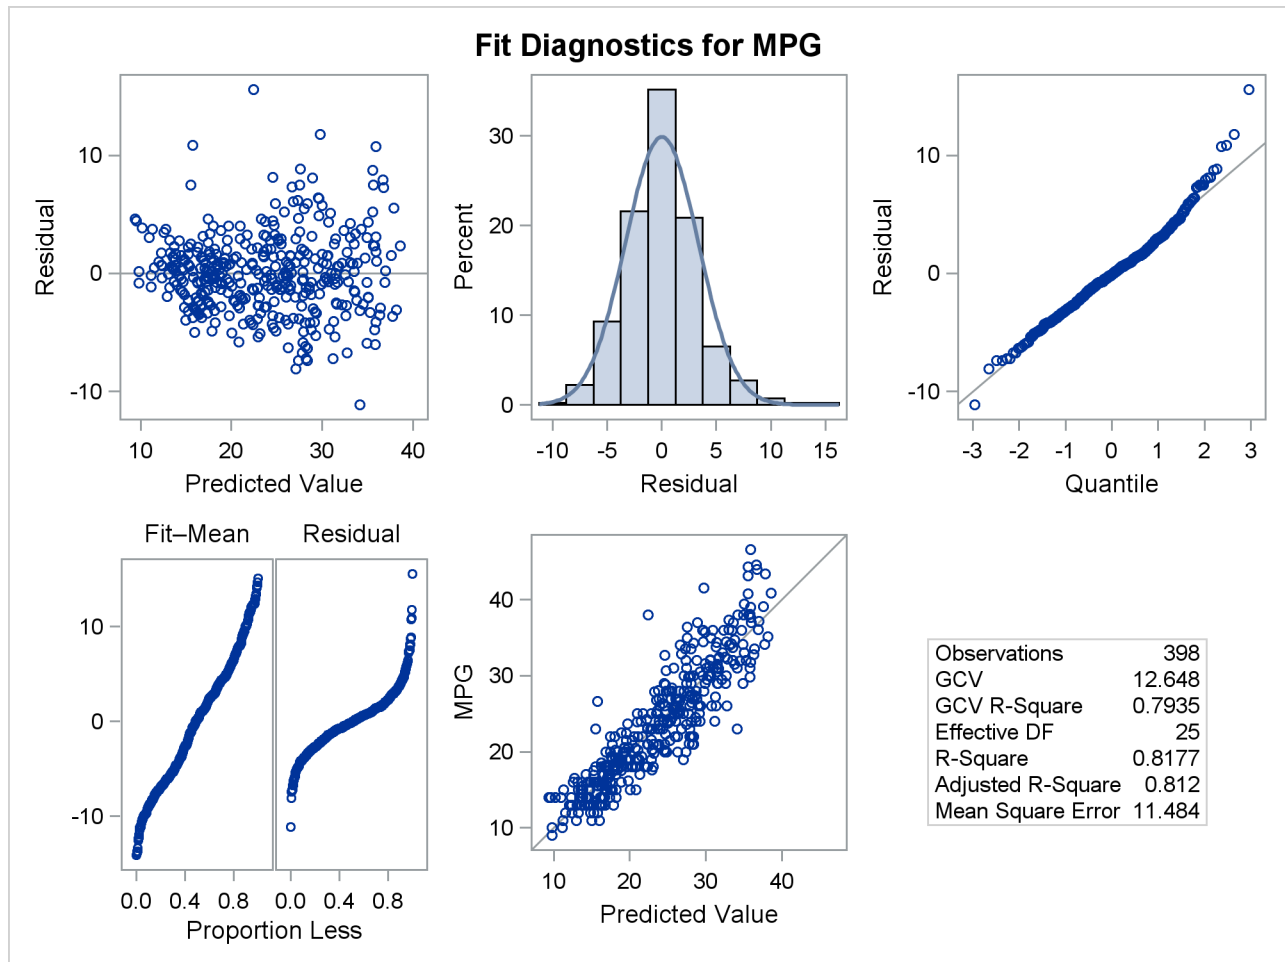 Fit Diagnostics for MPG
Residual
10
0
-10
10 20 30 40
Predicted Value
Percent
30
20
10
0
-10 -5 0 5 10 15
Residual
Residual
10
0
-10
-3 -2 -1 0 1 2 3
Quantile
Fit–Mean Residual
10
0
-10
0.0 0.4 0.8 0.0 0.4 0.8
Proportion Less
MPG
40
30
20
10
10 20 30 40
Predicted Value
Observations 398
GCV 12.648
GCV R-Square 0.7935
Effective DF 25
R-Square 0.8177
Adjusted R-Square 0.812
Mean Square Error 11.484